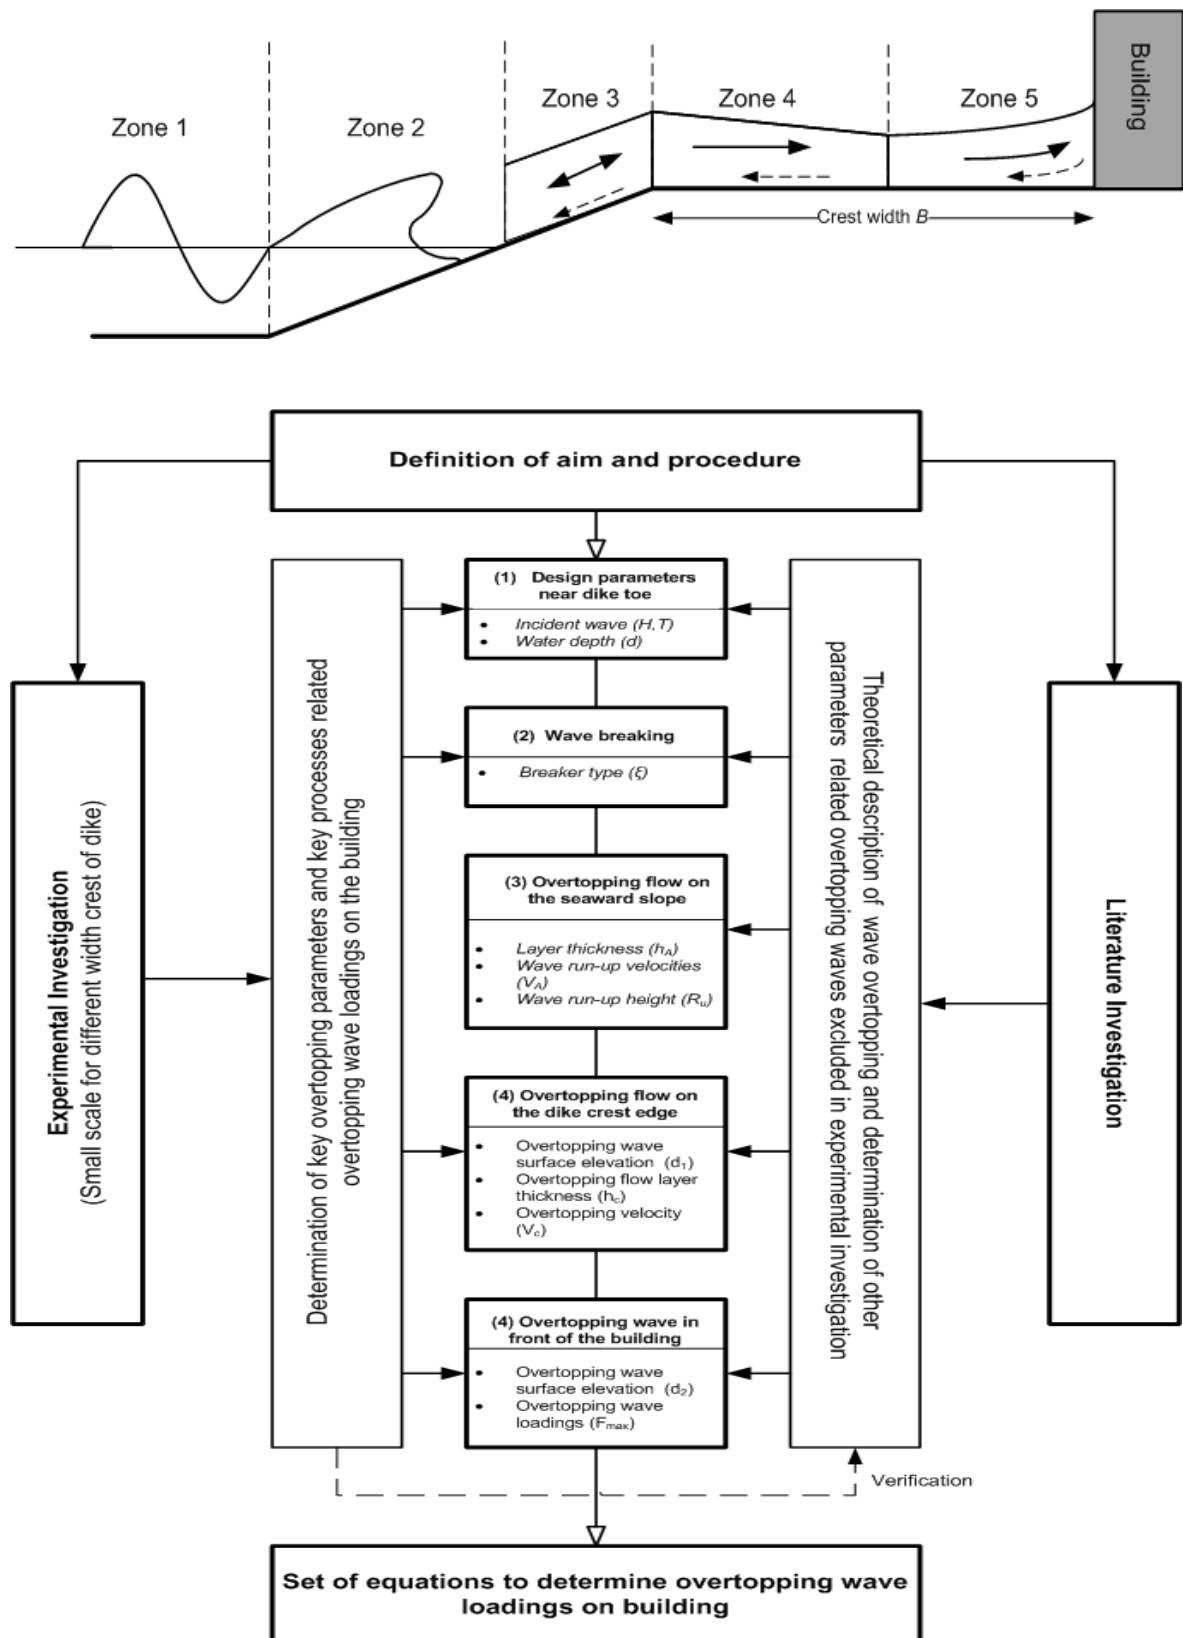 Zone 1
Zone 2
Zone 3
Zone 4
Zone 5
Building
Crest width B
Definition of aim and procedure
Experimental Investigation
(Small scale for different width crest of dike)
Determination of key overtopping parameters and key processes related
overtopping wave loadings on the building
(1) Design parameters
near dike toe
• Incident wave (H,T)
• Water depth (d)
(2) Wave breaking
• Breaker type (ξ)
(3) Overtopping flow on
the seaward slope
• Layer thickness (h_A)
• Wave run-up velocities
(V_A)
• Wave run-up height (R_u)
(4) Overtopping flow on
the dike crest edge
• Overtopping wave
surface elevation (d₁)
• Overtopping flow layer
thickness (h_c)
• Overtopping velocity
(V_c)
(4) Overtopping wave in
front of the building
• Overtopping wave
surface elevation (d₂)
• Overtopping wave
loadings (F_max)
Theoretical description of wave overtopping and determination of other
parameters related overtopping waves excluded in experimental investigation
Literature Investigation
Verification
Set of equations to determine overtopping wave
loadings on building